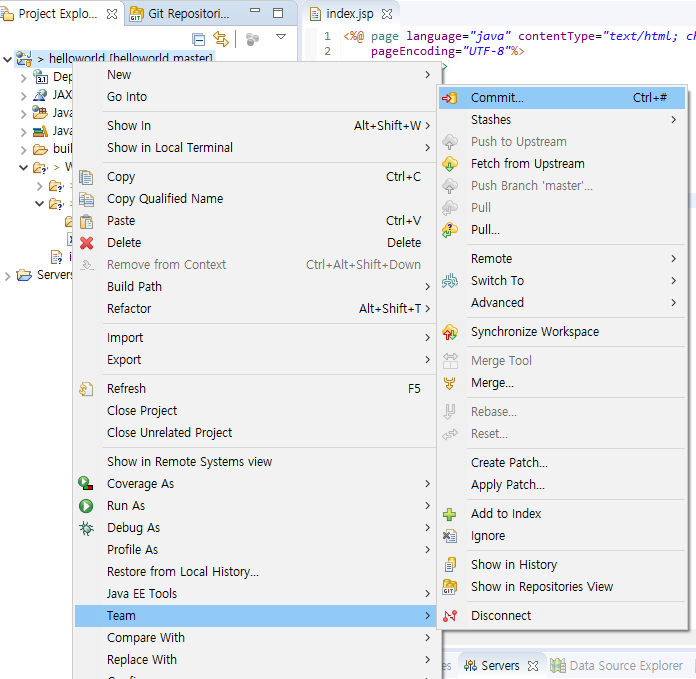 Project Explo...
Git Repositori...
index.jsp
1 <%@ page language="java" contentType="text/html; ch
2 pageEncoding="UTF-8"%>
> helloworld [helloworld master]
JAX
Java
Java
buil
Servers
New
Go Into
Show In Alt+Shift+W
Show in Local Terminal
Copy Ctrl+C
Copy Qualified Name
Paste Ctrl+V
Delete Delete
Remove from Context Ctrl+Alt+Shift+Down
Build Path
Refactor Alt+Shift+T
Import
Export
Refresh F5
Close Project
Close Unrelated Project
Show in Remote Systems view
Coverage As
Run As
Debug As
Profile As
Restore from Local History...
Java EE Tools
Team
Compare With
Replace With
Commit... Ctrl+#
Stashes
Push to Upstream
Fetch from Upstream
Push Branch 'master'...
Pull
Pull...
Remote
Switch To
Advanced
Synchronize Workspace
Merge Tool
Merge...
Rebase...
Reset...
Create Patch...
Apply Patch...
Add to Index
Ignore
Show in History
Show in Repositories View
Disconnect
es
Servers
Data Source Explorer